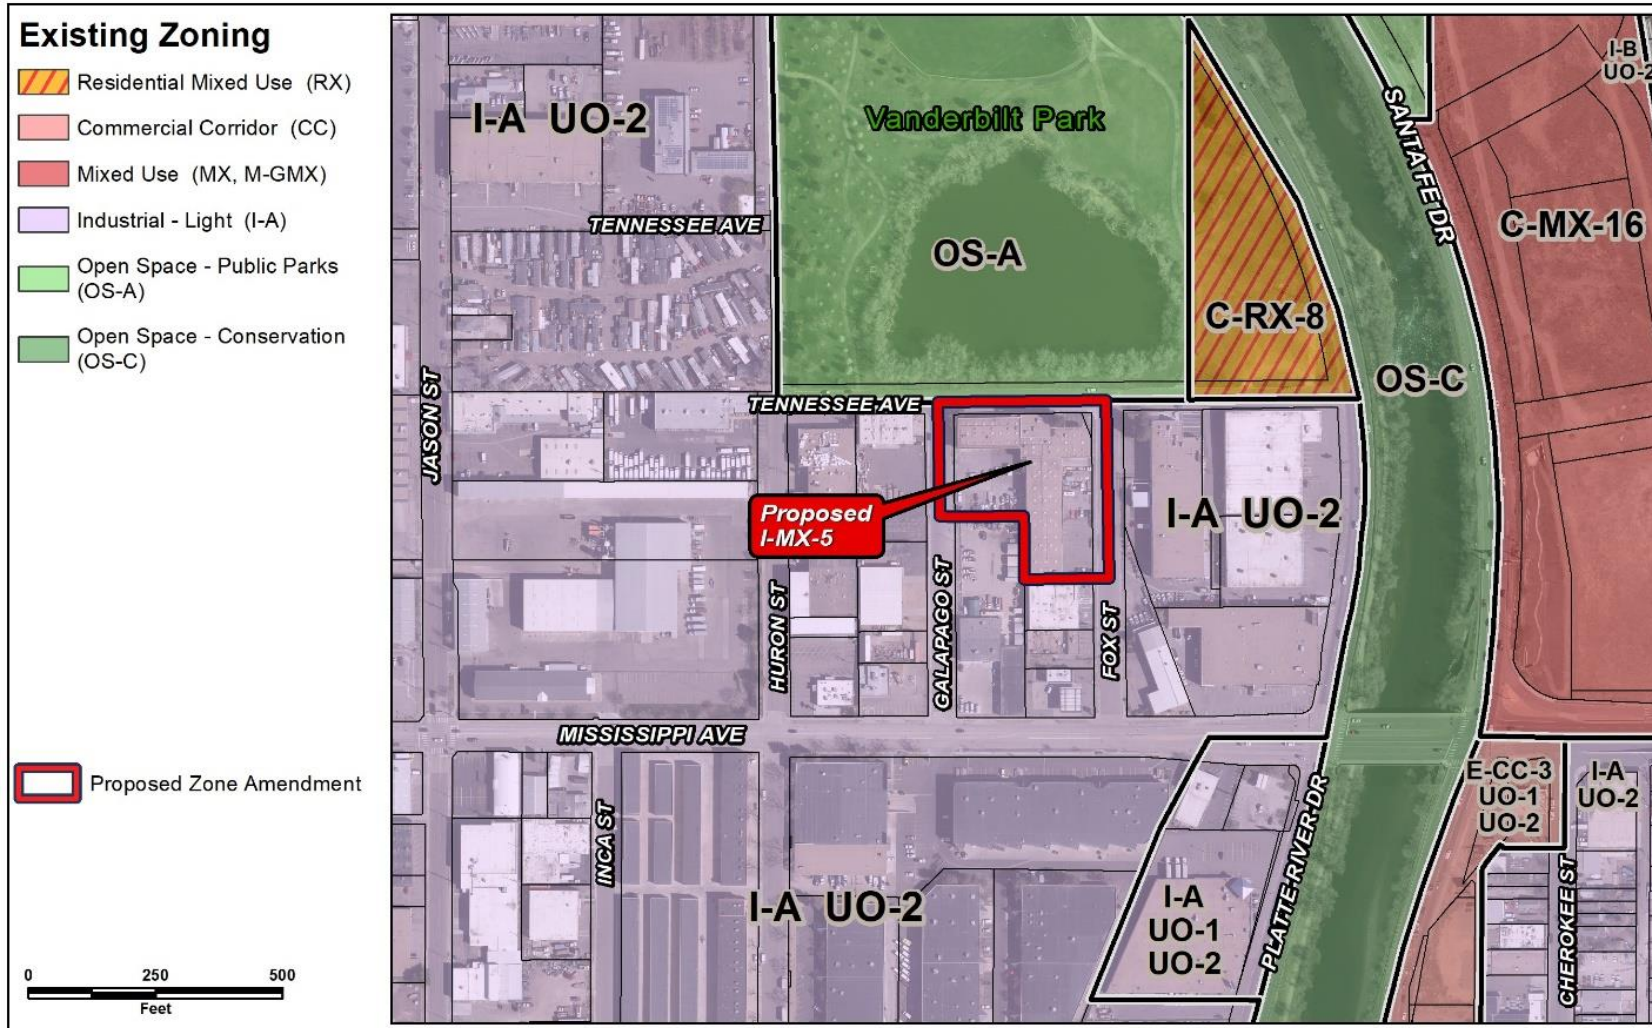 Existing Zoning
Residential Mixed Use (RX)
Commercial Corridor (CC)
Mixed Use (MX, M-GMX)
Industrial - Light (I-A)
Open Space - Public Parks
(OS-A)
Open Space - Conservation
(OS-C)
Proposed Zone Amendment
0 250 500
Feet
I-A UO-2
Vanderbilt Park
I-B
UO-2
SANTA FE DR
TENNESSEE AVE
OS-A
C-MX-16
C-RX-8
OS-C
JASON ST
TENNESSEE AVE
Proposed
I-MX-5
I-A UO-2
HURON ST
GALAPAGO ST
FOX ST
MISSISSIPPI AVE
E-CC-3
UO-1
UO-2
I-A
UO-2
INCA ST
PLATTE RIVER DR
CHEROKEE ST
I-A UO-2
I-A
UO-1
UO-2